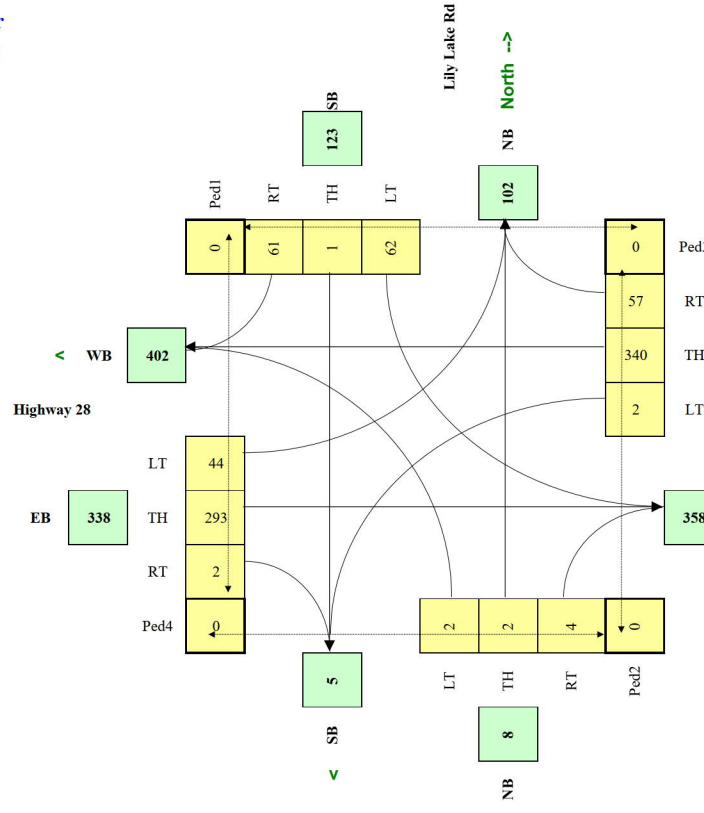 r
Lily Lake Rd
North -->
SB
123
NB
102
Ped1
RT
TH
LT
0
61
1
62
0
Ped3
57
RT
340
TH
2
LT
<
WB
402
Highway 28
LT
44
EB
338
TH
293
358
RT
2
Ped4
0
2
2
4
0
5
LT
TH
RT
Ped2
SB
8
v
NB